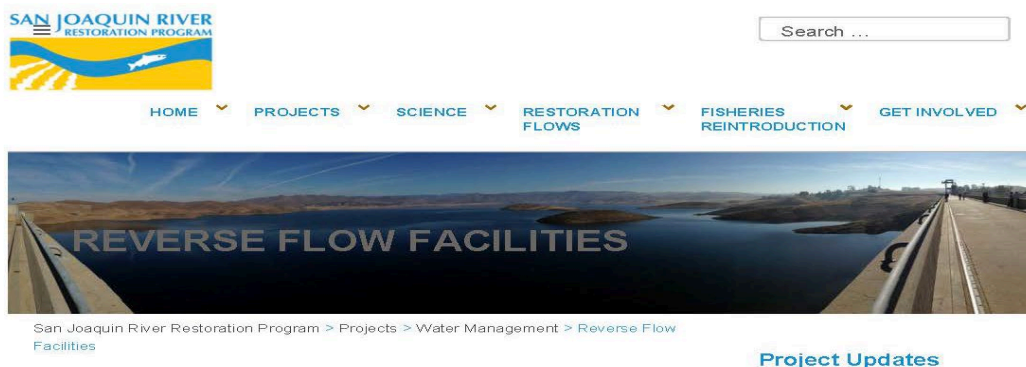 SAN JOAQUIN RIVER
RESTORATION PROGRAM
Search ...
HOME PROJECTS SCIENCE RESTORATION FLOWS FISHERIES REINTRODUCTION GET INVOLVED
REVERSE FLOW FACILITIES
San Joaquin River Restoration Program > Projects > Water Management > Reverse Flow
Facilities
Project Updates